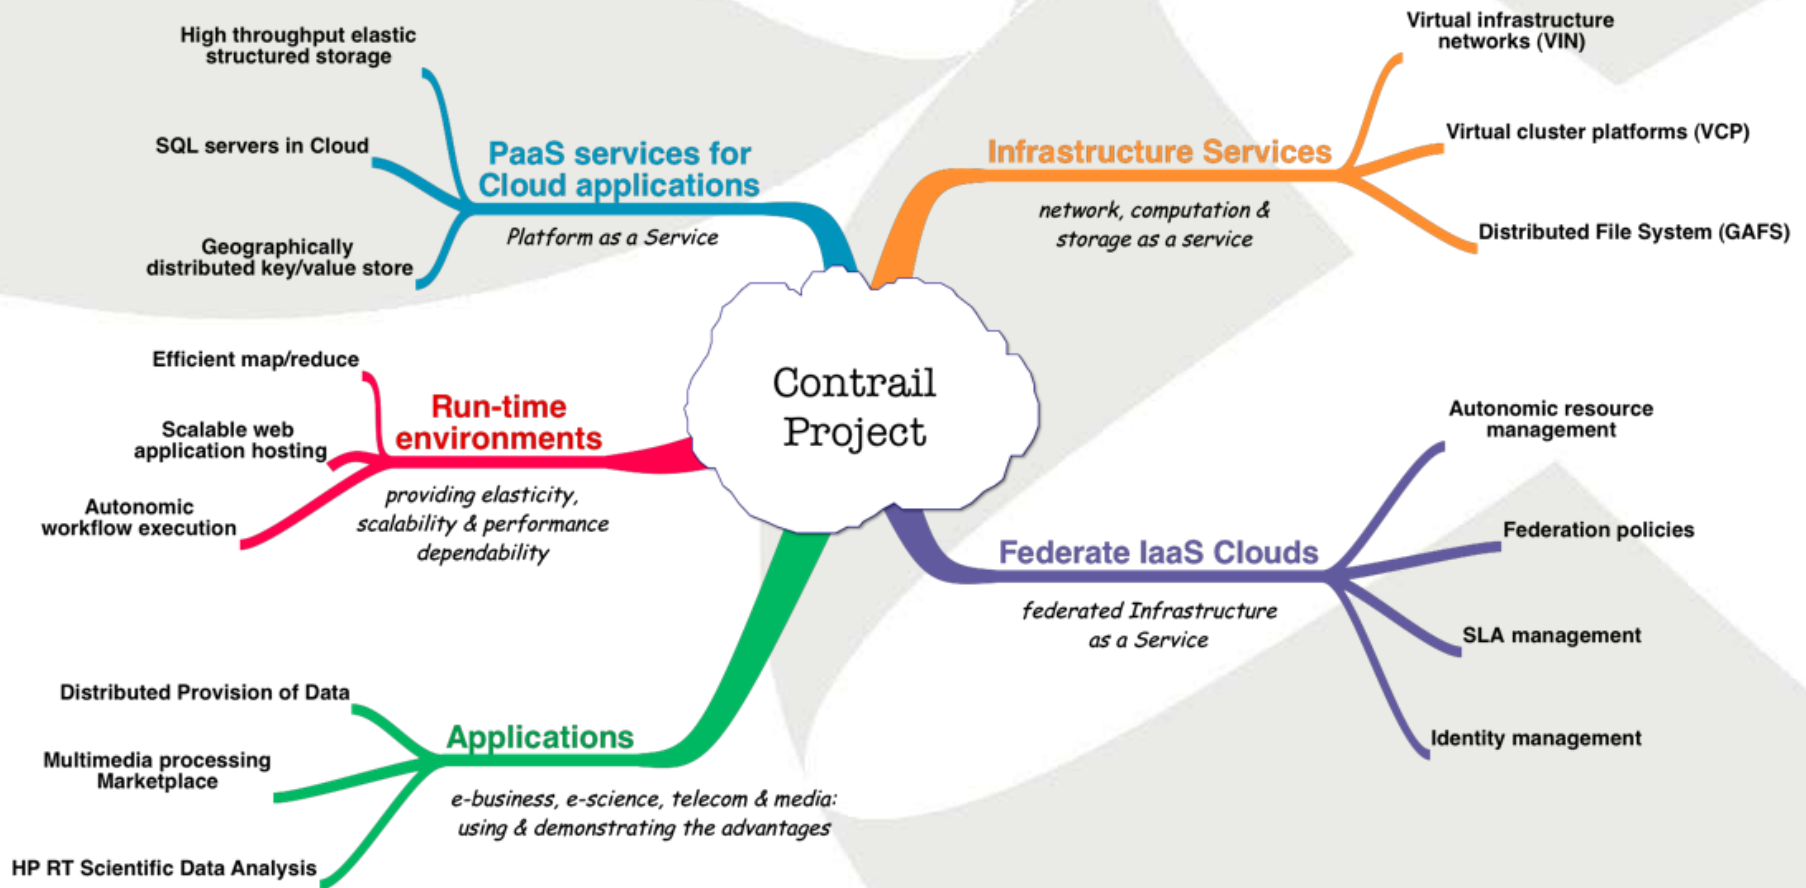 High throughput elastic
structured storage
SQL servers in Cloud
Geographically
distributed key/value store
PaaS services for
Cloud applications
Platform as a Service
Infrastructure Services
network, computation &
storage as a service
Virtual infrastructure
networks (VIN)
Virtual cluster platforms (VCP)
Distributed File System (GAFS)
Contrail
Project
Efficient map/reduce
Scalable web
application hosting
Autonomic
workflow execution
Run-time
environments
providing elasticity,
scalability & performance
dependability
Federate IaaS Clouds
federated Infrastructure
as a Service
Autonomic resource
management
Federation policies
SLA management
Identity management
Distributed Provision of Data
Multimedia processing
Marketplace
HP RT Scientific Data Analysis
Applications
e-business, e-science, telecom & media:
using & demonstrating the advantages